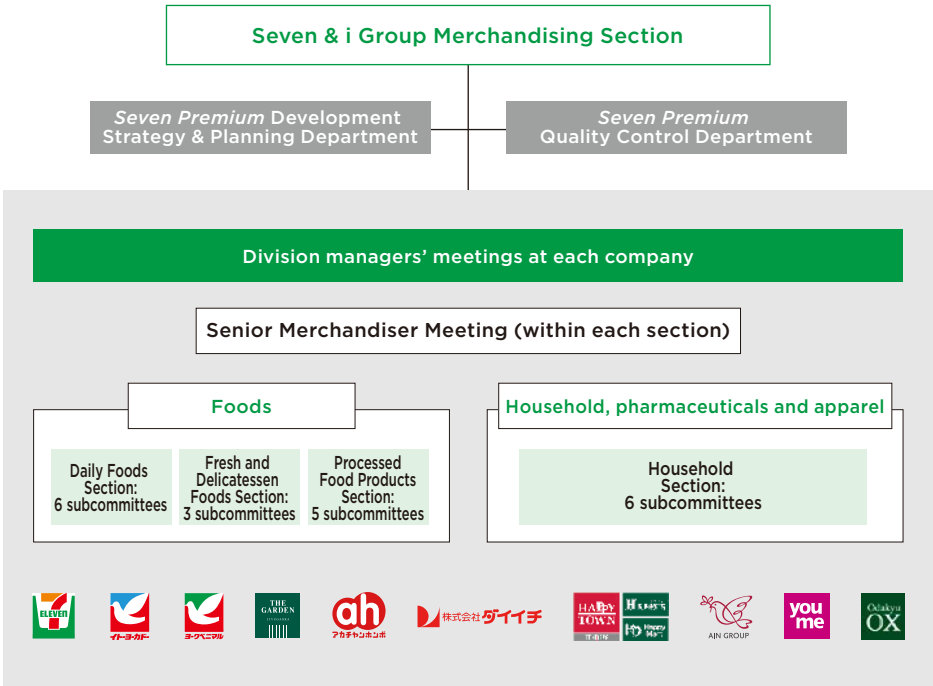 Seven & i Group Merchandising Section
Seven Premium Development
Strategy & Planning Department
Seven Premium
Quality Control Department
Division managers’ meetings at each company
Senior Merchandiser Meeting (within each section)
Foods
Household, pharmaceuticals and apparel
Daily Foods
Section:
6 subcommittees
Fresh and
Delicatessen
Foods Section:
3 subcommittees
Processed
Food Products
Section:
5 subcommittees
Household
Section:
6 subcommittees
ELEVEN
イトーヨーカドー
ヨークベニマル
THE
GARDEN
ah
アカチャンホンポ
株式会社ダイイチ
HAPPY
TOWN
Happy
Mart
AIN GROUP
you
me
Odakyu
OX